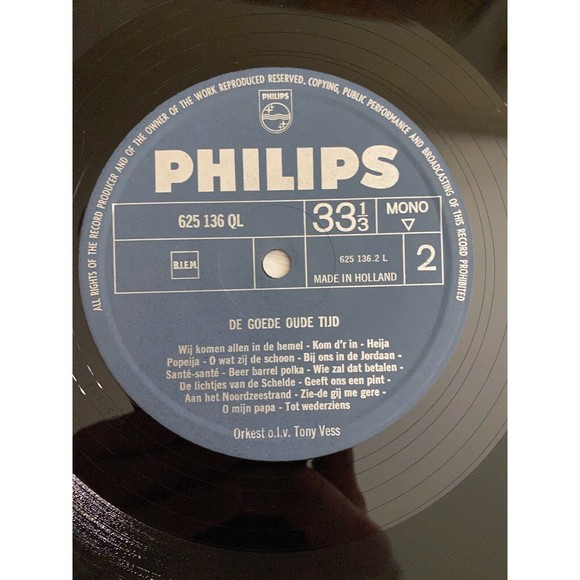 ALL RIGHTS OF THE RECORD PRODUCER AND OF THE OWNER OF THE WORK REPRODUCED RESERVED. COPYING, PUBLIC PERFORMANCE AND BROADCASTING OF THIS RECORD PROHIBITED
PHILIPS
PHILIPS
625 136 QL
33 1/3
MONO
B.I.E.M.
625 136.2 L
MADE IN HOLLAND
2
DE GOEDE OUDE TIJD
Wij komen allen in de hemel - Kom d'r in - Heija
Popeija - O wat zij de schoon - Bij ons in de Jordaan -
Santé-santé - Beer barrel polka - Wie zal dat betalen -
De lichtjes van de Schelde - Geeft ons een pint -
Aan het Noordzeestrand - Zie-de gij me gere -
O mijn papa - Tot wederziens
Orkest o.l.v. Tony Vess